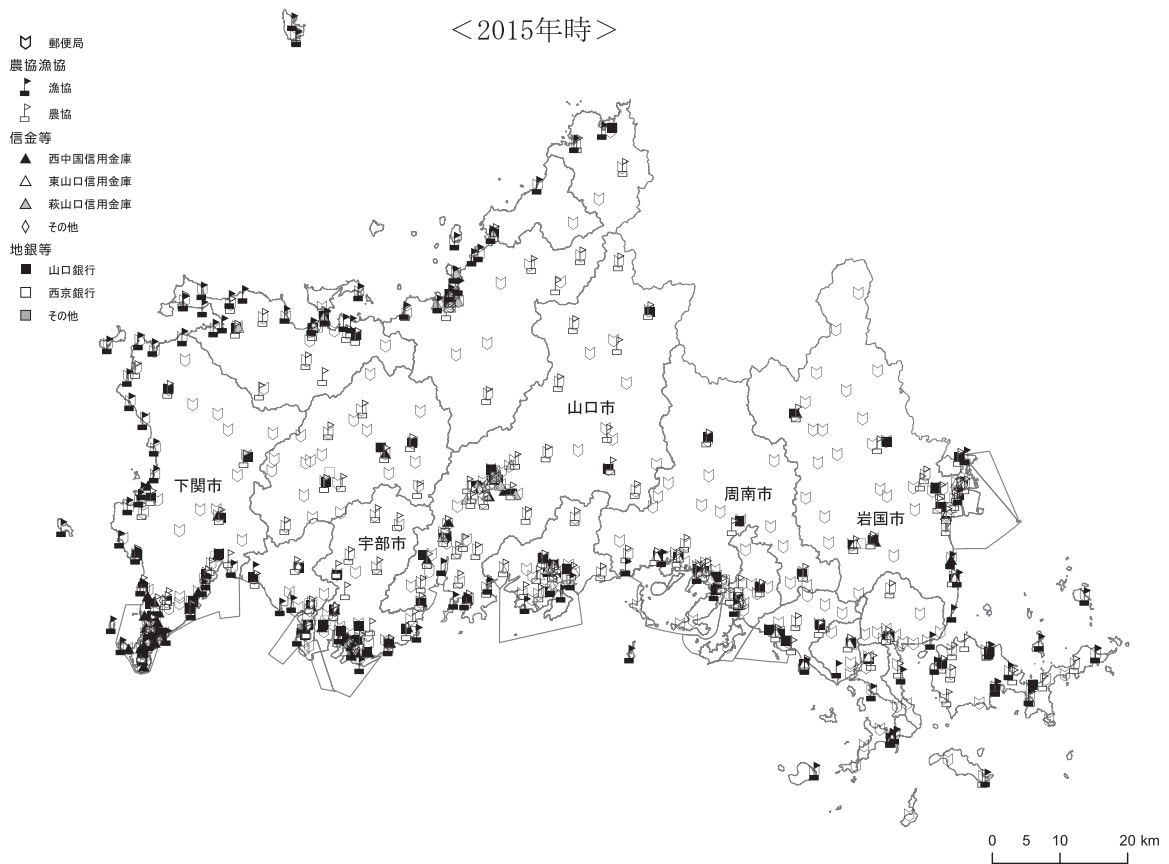 ＜2015年時＞
郵便局
農協漁協
漁協
農協
信金等
西中国信用金庫
東山口信用金庫
萩山口信用金庫
その他
地銀等
山口銀行
西京銀行
その他
山口市
下関市
周南市
岩国市
宇部市
0 5 10 20 km